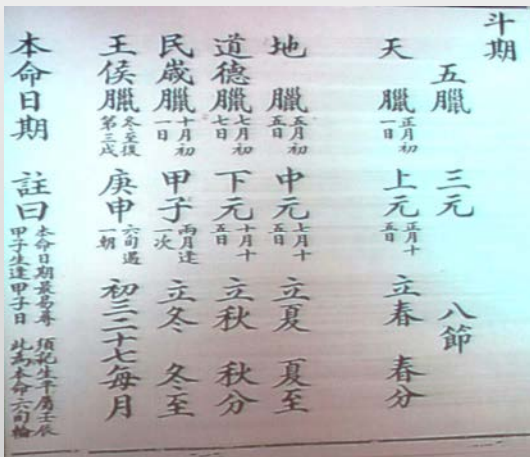 斗期
五臘　三元　八節
天臘正月初一日　上元正月十五日　立春　春分
地臘五月初五日　中元七月十五日　立夏　夏至
道德臘七月初七日　下元十月十五日　立秋　秋分
民歲臘十月初一日　甲子兩月逢一次　立冬　冬至
王侯臘冬至後第三戌　庚申六旬遇一朝　初三二十七每月
本命日期　註曰本命日期最易尋　須記生平屬壬辰　甲子生逢甲子日　此為本命六旬輪